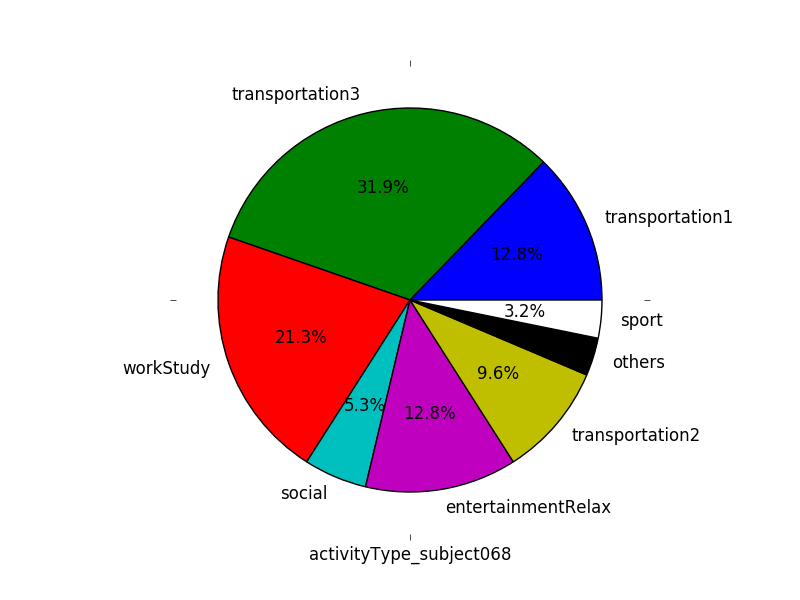 transportation3
31.9%
transportation1
12.8%
3.2%
sport
21.3%
others
workStudy
9.6%
5.3%
12.8%
transportation2
social
entertainmentRelax
activityType_subject068